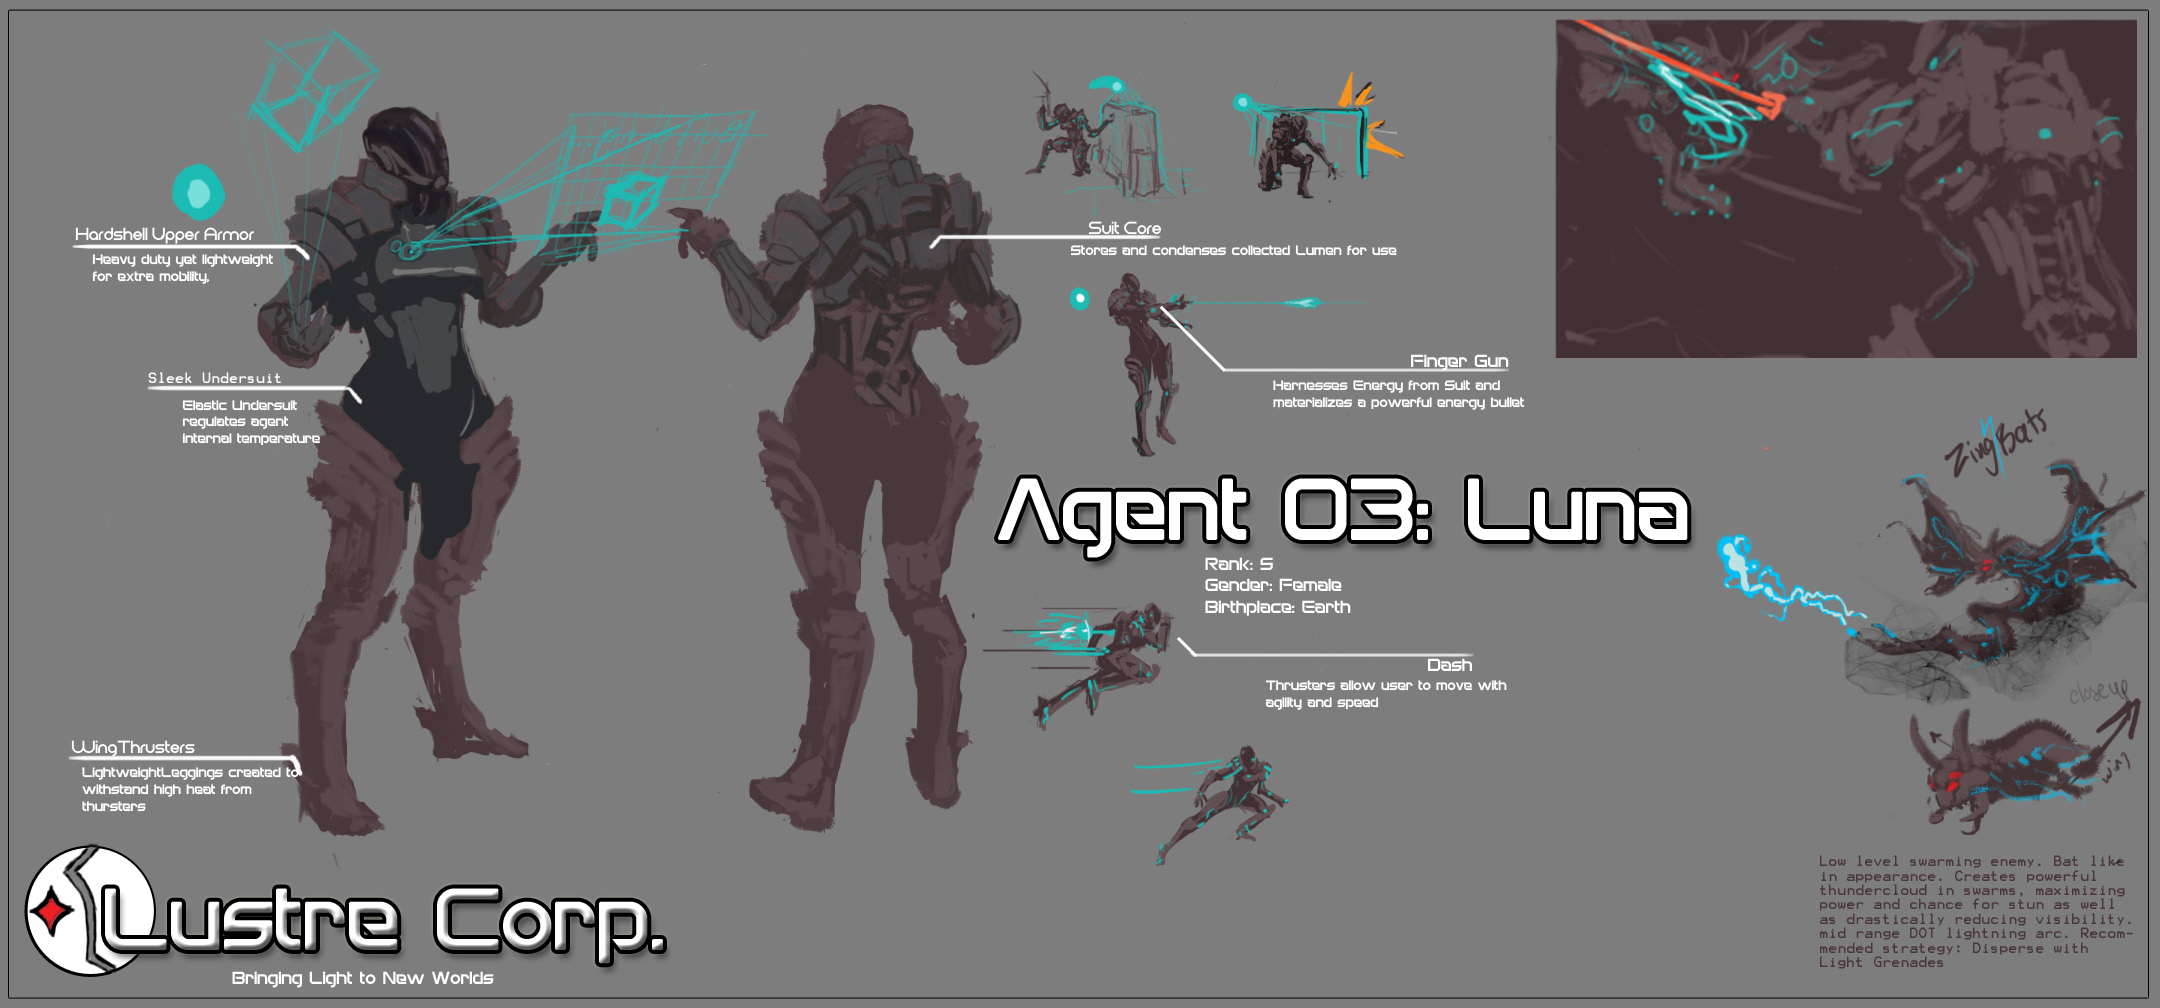 Hardshell Upper Armor
Heavy duty yet lightweight
for extra mobility,
Sleek Undersuit
Elastic Undersuit
regulates agent
internal temperature
WingThrusters
LightweightLeggings created to
withstand high heat from
thursters
Lustre Corp.
Bringing Light to New Worlds
Suit Core
Stores and condenses collected Lumen for use
Finger Gun
Harnesses Energy from Suit and
materializes a powerful energy bullet
Agent 03: Luna
Rank: S
Gender: Female
Birthplace: Earth
Dash
Thrusters allow user to move with
agility and speed
Zing Bats
close up
wing
Low level swarming enemy. Bat like
in appearance. Creates powerful
thundercloud in swarms, maximizing
power and chance for stun as well
as drastically reducing visibility.
mid range DOT lightning arc. Recom-
mended strategy: Disperse with
Light Grenades